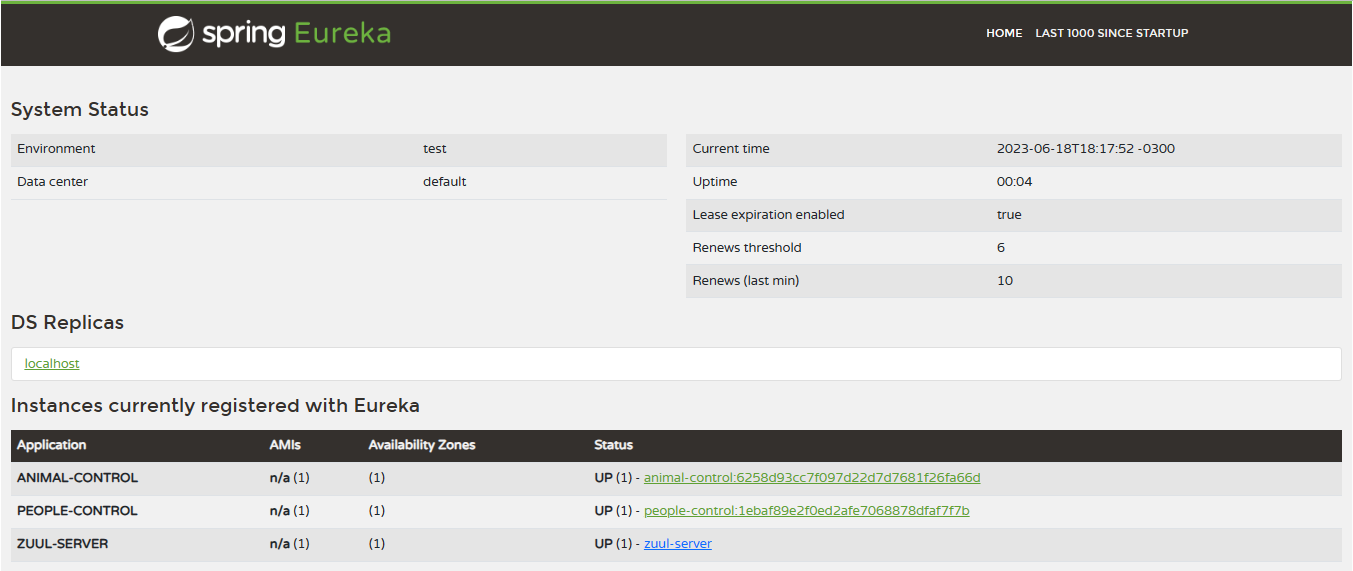 spring Eureka
HOME LAST 1000 SINCE STARTUP
System Status
Environment test
Data center default
Current time 2023-06-18T18:17:52 -0300
Uptime 00:04
Lease expiration enabled true
Renews threshold 6
Renews (last min) 10
DS Replicas
localhost
Instances currently registered with Eureka
Application AMIs Availability Zones Status
ANIMAL-CONTROL n/a (1) (1) UP (1) - animal-control:6258d93cc7f097d22d7d7681f26fa66d
PEOPLE-CONTROL n/a (1) (1) UP (1) - people-control:1ebaf89e2f0ed2afe7068878dfaf7f7b
ZUUL-SERVER n/a (1) (1) UP (1) - zuul-server